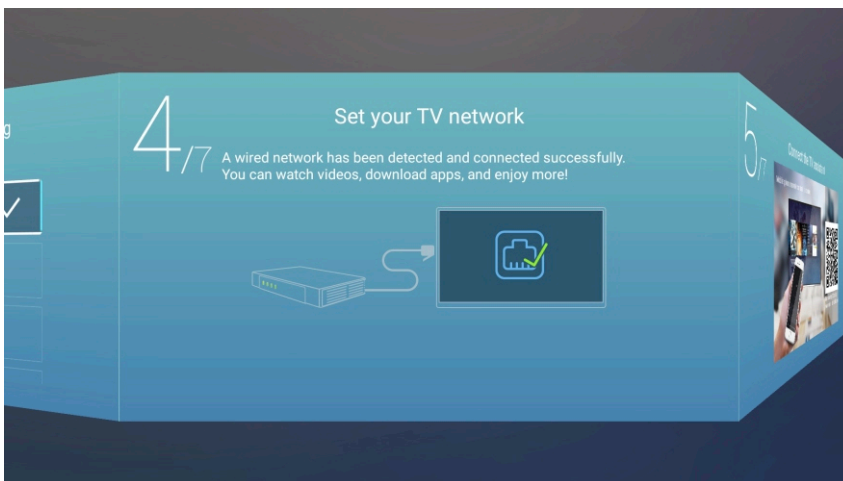 g
4/7
Set your TV network
A wired network has been detected and connected successfully.
You can watch videos, download apps, and enjoy more!
5/7